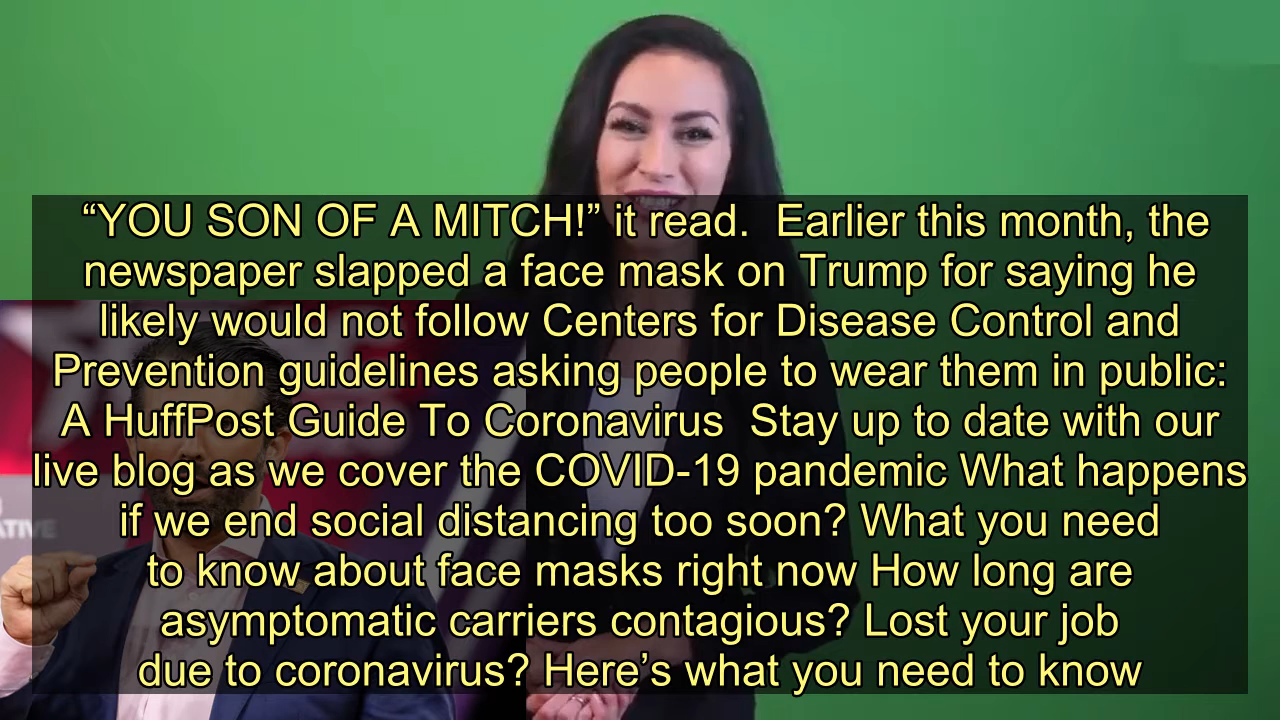 “YOU SON OF A MITCH!” it read.  Earlier this month, the
newspaper slapped a face mask on Trump for saying he
likely would not follow Centers for Disease Control and
Prevention guidelines asking people to wear them in public:
A HuffPost Guide To Coronavirus  Stay up to date with our
live blog as we cover the COVID-19 pandemic What happens
if we end social distancing too soon? What you need
to know about face masks right now How long are
asymptomatic carriers contagious? Lost your job
due to coronavirus? Here’s what you need to know